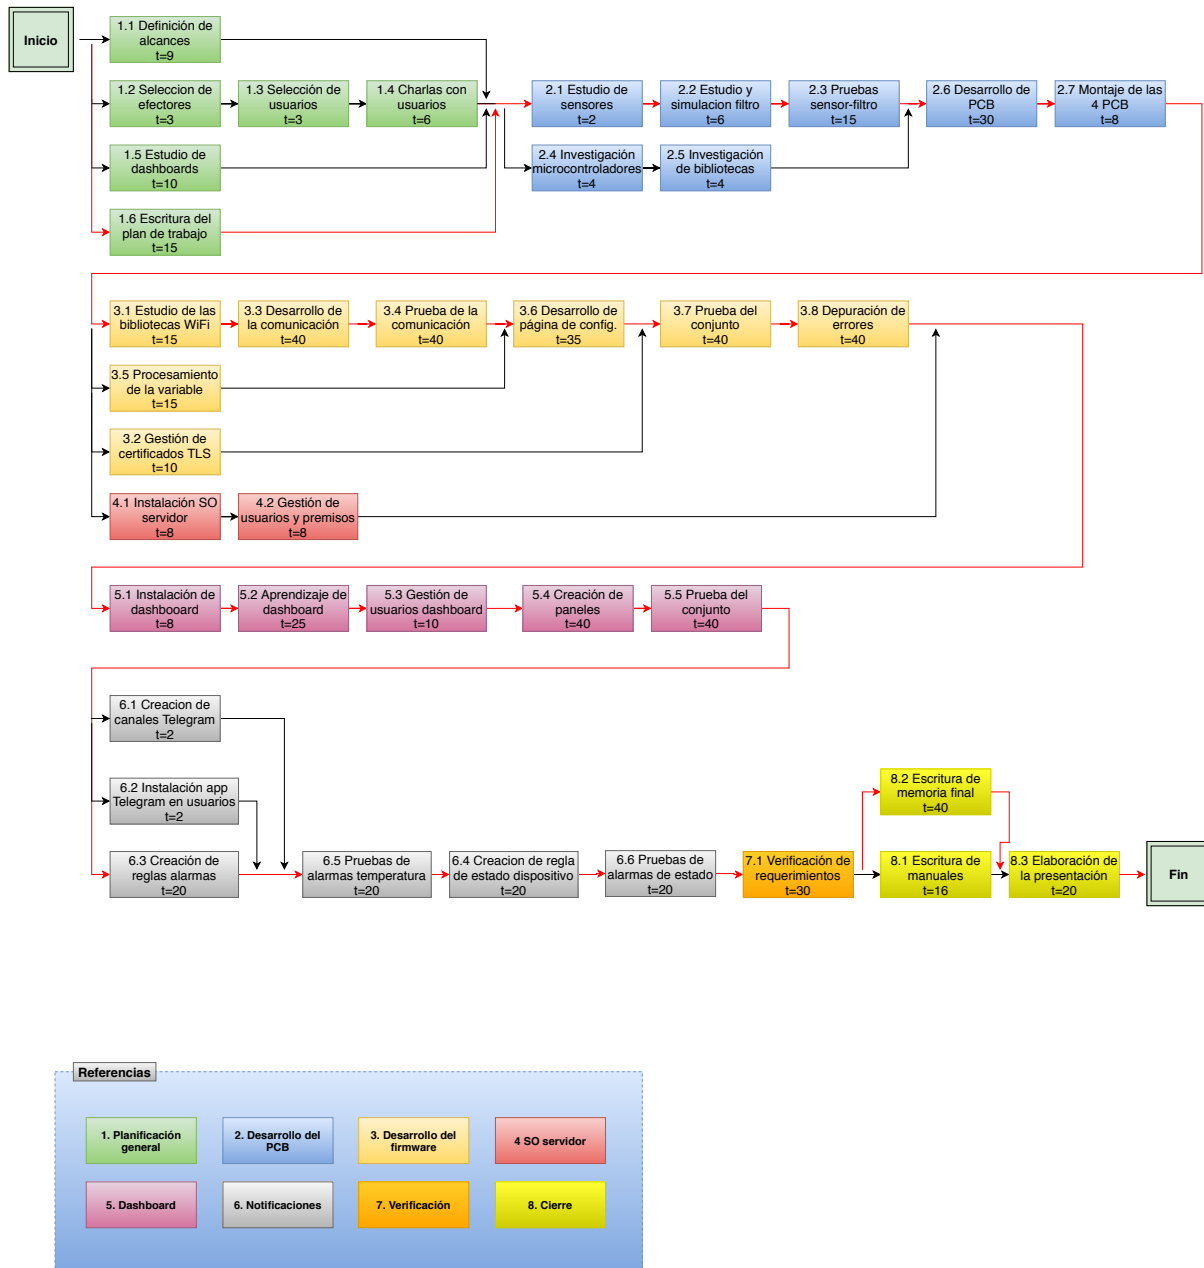 Inicio
1.1 Definición de
alcances
t=9
1.2 Seleccion de
efectores
t=3
1.3 Selección de
usuarios
t=3
1.4 Charlas con
usuarios
t=6
2.1 Estudio de
sensores
t=2
2.2 Estudio y
simulacion filtro
t=6
2.3 Pruebas
sensor-filtro
t=15
2.6 Desarrollo de
PCB
t=30
2.7 Montaje de las
4 PCB
t=8
1.5 Estudio de
dashboards
t=10
2.4 Investigación
microcontroladores
t=4
2.5 Investigación
de bibliotecas
t=4
1.6 Escritura del
plan de trabajo
t=15
3.1 Estudio de las
bibliotecas WiFi
t=15
3.3 Desarrollo de
la comunicación
t=40
3.4 Prueba de la
comunicación
t=40
3.6 Desarrollo de
página de config.
t=35
3.7 Prueba del
conjunto
t=40
3.8 Depuración de
errores
t=40
3.5 Procesamiento
de la variable
t=15
3.2 Gestión de
certificados TLS
t=10
4.1 Instalación SO
servidor
t=8
4.2 Gestión de
usuarios y premisos
t=8
5.1 Instalación de
dashbooard
t=8
5.2 Aprendizaje de
dashboard
t=25
5.3 Gestión de
usuarios dashboard
t=10
5.4 Creación de
paneles
t=40
5.5 Prueba del
conjunto
t=40
6.1 Creacion de
canales Telegram
t=2
6.2 Instalación app
Telegram en usuarios
t=2
8.2 Escritura de
memoria final
t=40
6.3 Creación de
reglas alarmas
t=20
6.5 Pruebas de
alarmas temperatura
t=20
6.4 Creacion de regla
de estado dispositivo
t=20
6.6 Pruebas de
alarmas de estado
t=20
7.1 Verificación de
requerimientos
t=30
8.1 Escritura de
manuales
t=16
8.3 Elaboración de
la presentación
t=20
Fin
Referencias
1. Planificación
general
2. Desarrollo del
PCB
3. Desarrollo del
firmware
4 SO servidor
5. Dashboard
6. Notificaciones
7. Verificación
8. Cierre